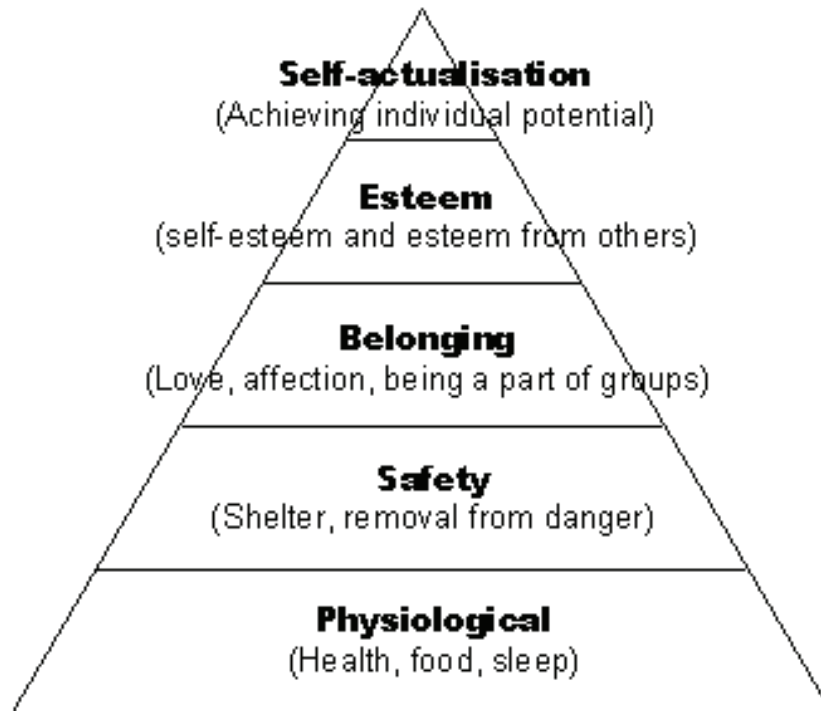 Self-actualisation
(Achieving individual potential)
Esteem
(self-esteem and esteem from others)
Belonging
(Love, affection, being a part of groups)
Safety
(Shelter, removal from danger)
Physiological
(Health, food, sleep)